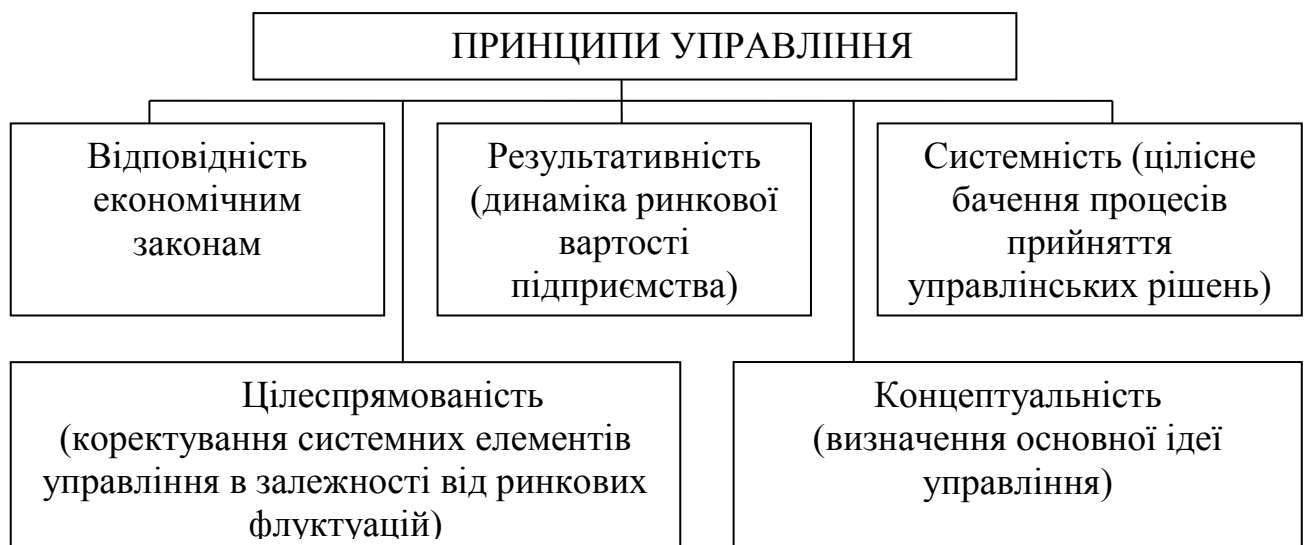 ПРИНЦИПИ УПРАВЛІННЯ
Відповідність
економічним
законам
Результативність
(динаміка ринкової
вартості
підприємства)
Системність (цілісне
бачення процесів
прийняття
управлінських рішень)
Цілеспрямованість
(коректування системних елементів
управління в залежності від ринкових
флуктуацій)
Концептуальність
(визначення основної ідеї
управління)